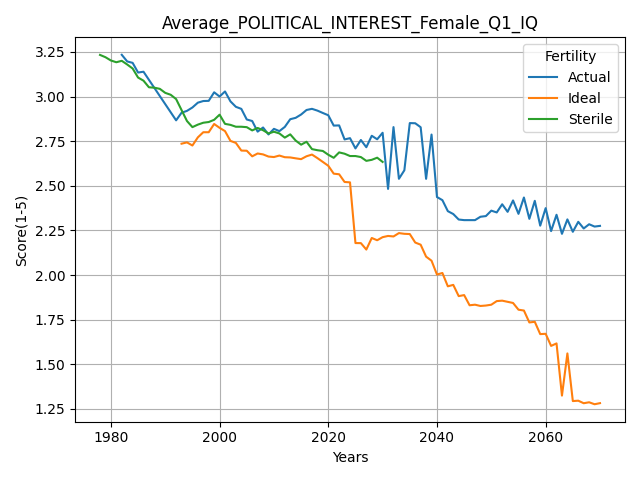 Average_POLITICAL_INTEREST_Female_Q1_IQ
Score(1-5)
3.25
3.00
2.75
2.50
2.25
2.00
1.75
1.50
1.25
Fertility
Actual
Ideal
Sterile
1980
2000
2020
2040
2060
Years